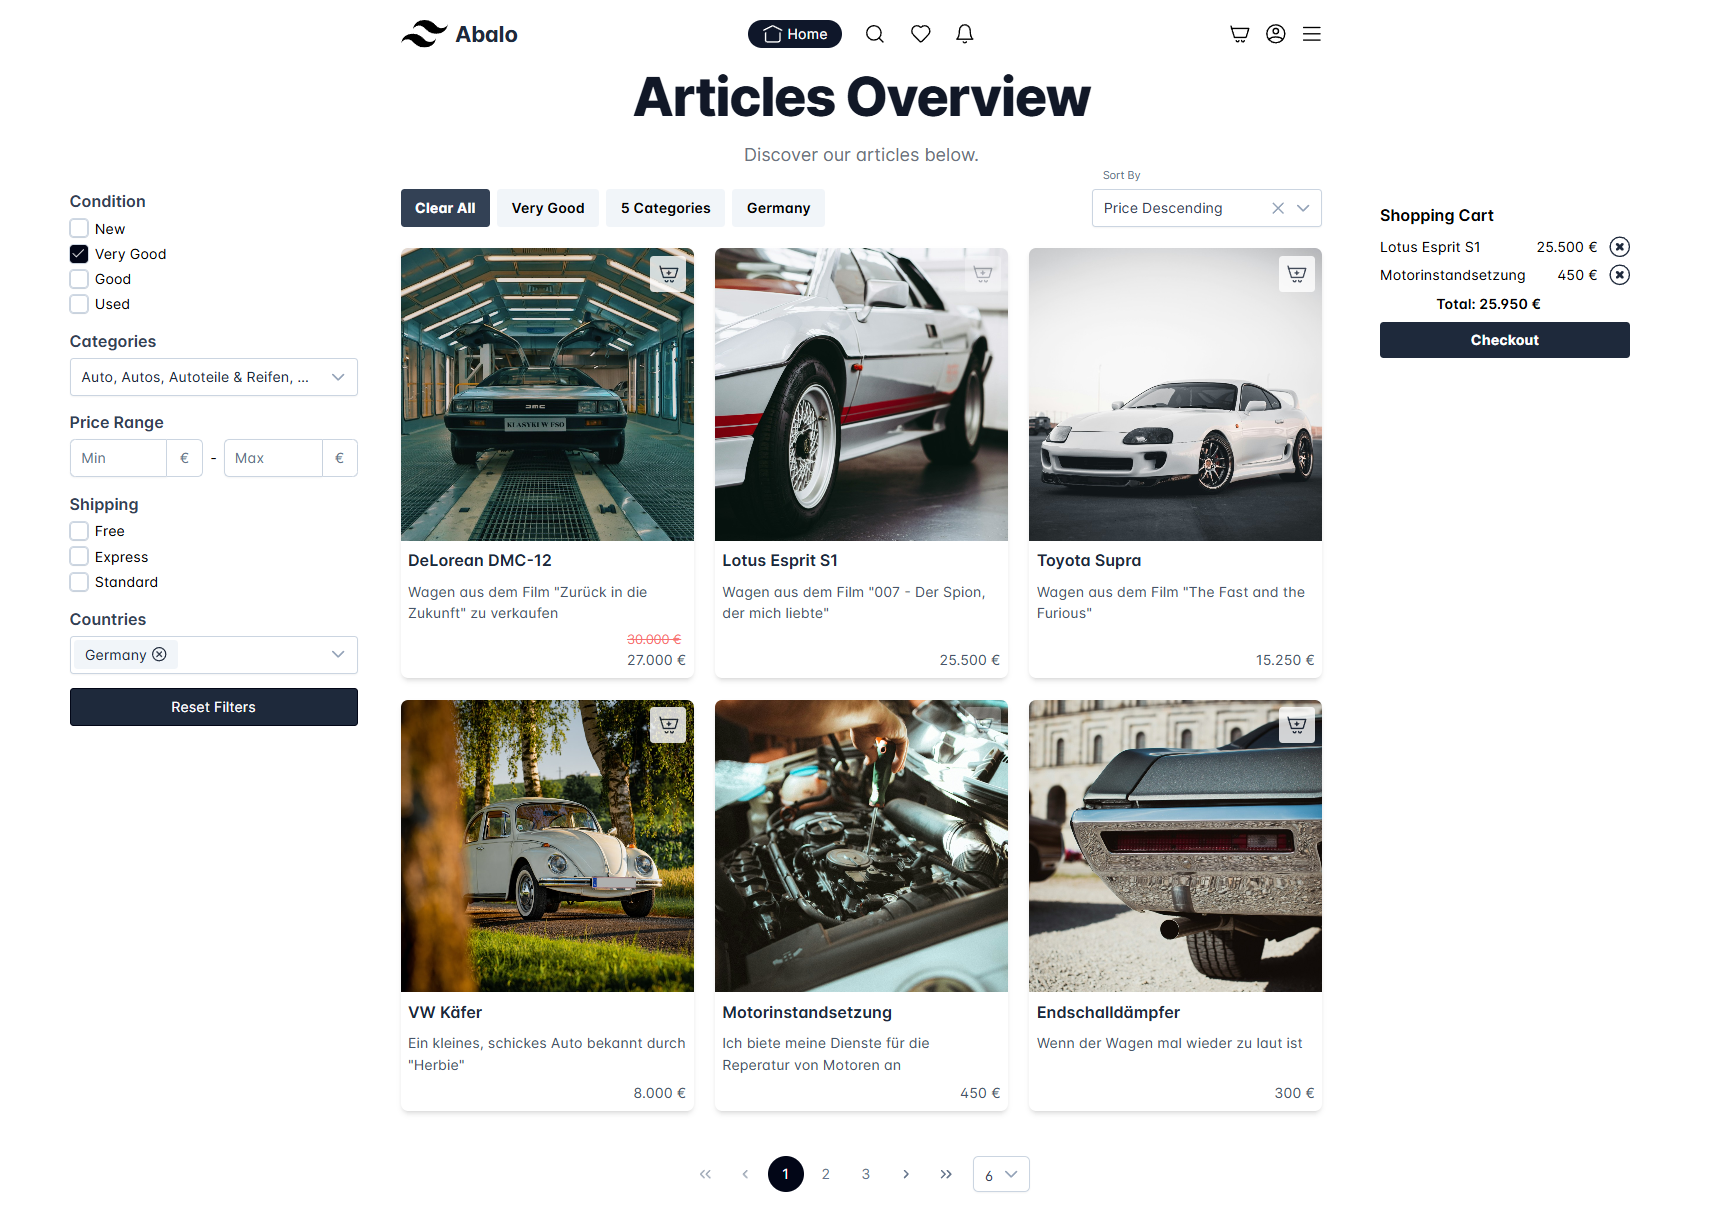 Abalo
Home
Articles Overview
Discover our articles below.
Condition
New
Very Good
Good
Used
Categories
Auto, Autos, Autoteile & Reifen, ...
Price Range
Min €
-
Max €
Shipping
Free
Express
Standard
Countries
Germany
Reset Filters
Clear All
Very Good
5 Categories
Germany
Sort By
Price Descending
DMC
KLASYKI W FSO
DeLorean DMC-12
Wagen aus dem Film "Zurück in die
Zukunft" zu verkaufen
30.000 €
27.000 €
Lotus Esprit S1
Wagen aus dem Film "007 - Der Spion,
der mich liebte"
25.500 €
Toyota Supra
Wagen aus dem Film "The Fast and the
Furious"
15.250 €
VW Käfer
Ein kleines, schickes Auto bekannt durch
"Herbie"
8.000 €
Motorinstandsetzung
Ich biete meine Dienste für die
Reperatur von Motoren an
450 €
Endschalldämpfer
Wenn der Wagen mal wieder zu laut ist
300 €
Shopping Cart
Lotus Esprit S1 25.500 €
Motorinstandsetzung 450 €
Total: 25.950 €
Checkout
1 2 3
6